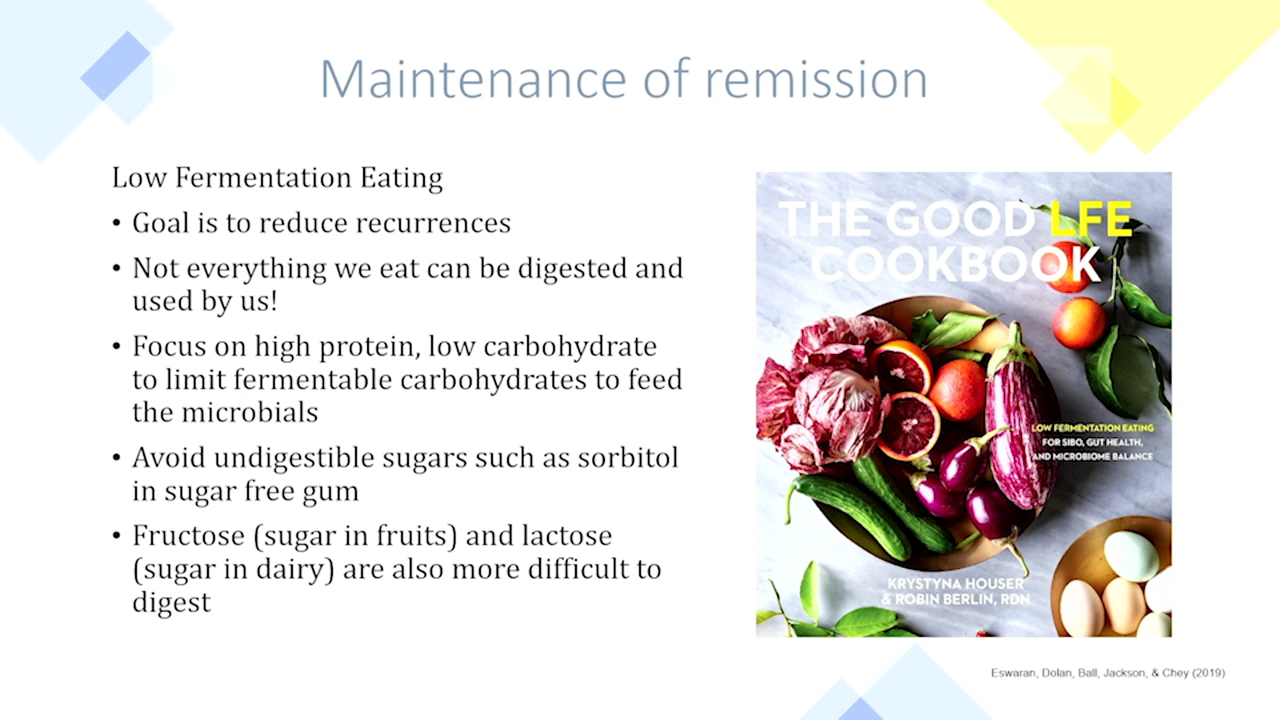 Maintenance of remission
Low Fermentation Eating
• Goal is to reduce recurrences
• Not everything we eat can be digested and
used by us!
• Focus on high protein, low carbohydrate
to limit fermentable carbohydrates to feed
the microbials
• Avoid undigestible sugars such as sorbitol
in sugar free gum
• Fructose (sugar in fruits) and lactose
(sugar in dairy) are also more difficult to
digest
THE GOOD LFE
COOKBOOK
LOW FERMENTATION EATING
FOR SIBO, GUT HEALTH,
AND MICROBIOME BALANCE
KRYSTYNA HOUSER
& ROBIN BERLIN, RDN
Eswaran, Dolan, Ball, Jackson, & Chey (2019)